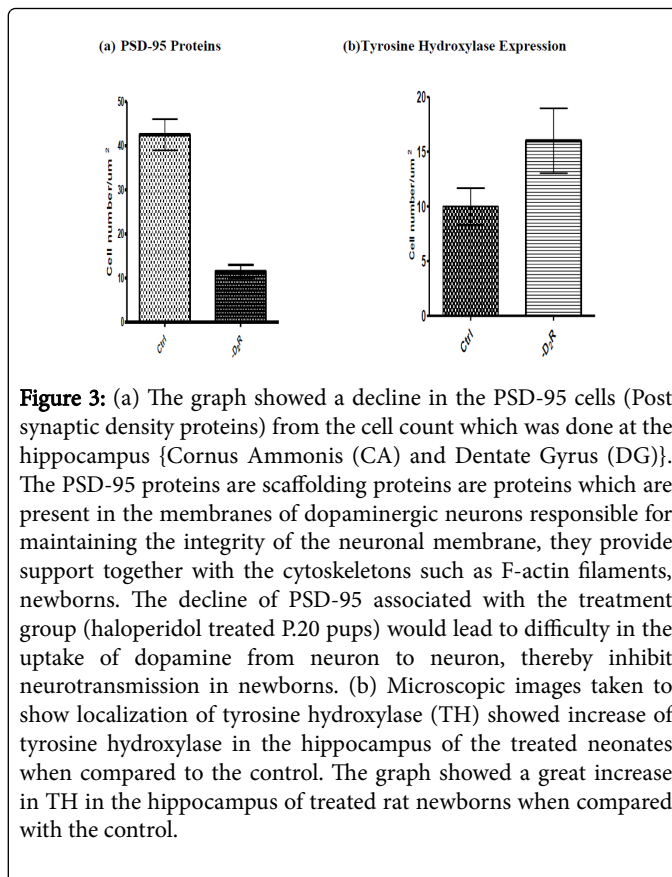 (a) PSD-95 Proteins
(b)Tyrosine Hydroxylase Expression
Cell number/um 2
50
40
30
20
10
0
Ctrl
-D2R
Cell number/um 2
20
15
10
5
0
Ctrl
-D2R
Figure 3: (a) The graph showed a decline in the PSD-95 cells (Post
synaptic density proteins) from the cell count which was done at the
hippocampus {Cornus Ammonis (CA) and Dentate Gyrus (DG)}.
The PSD-95 proteins are scaffolding proteins are proteins which are
present in the membranes of dopaminergic neurons responsible for
maintaining the integrity of the neuronal membrane, they provide
support together with the cytoskeletons such as F-actin filaments,
newborns. The decline of PSD-95 associated with the treatment
group (haloperidol treated P.20 pups) would lead to difficulty in the
uptake of dopamine from neuron to neuron, thereby inhibit
neurotransmission in newborns. (b) Microscopic images taken to
show localization of tyrosine hydroxylase (TH) showed increase of
tyrosine hydroxylase in the hippocampus of the treated neonates
when compared to the control. The graph showed a great increase
in TH in the hippocampus of treated rat newborns when compared
with the control.